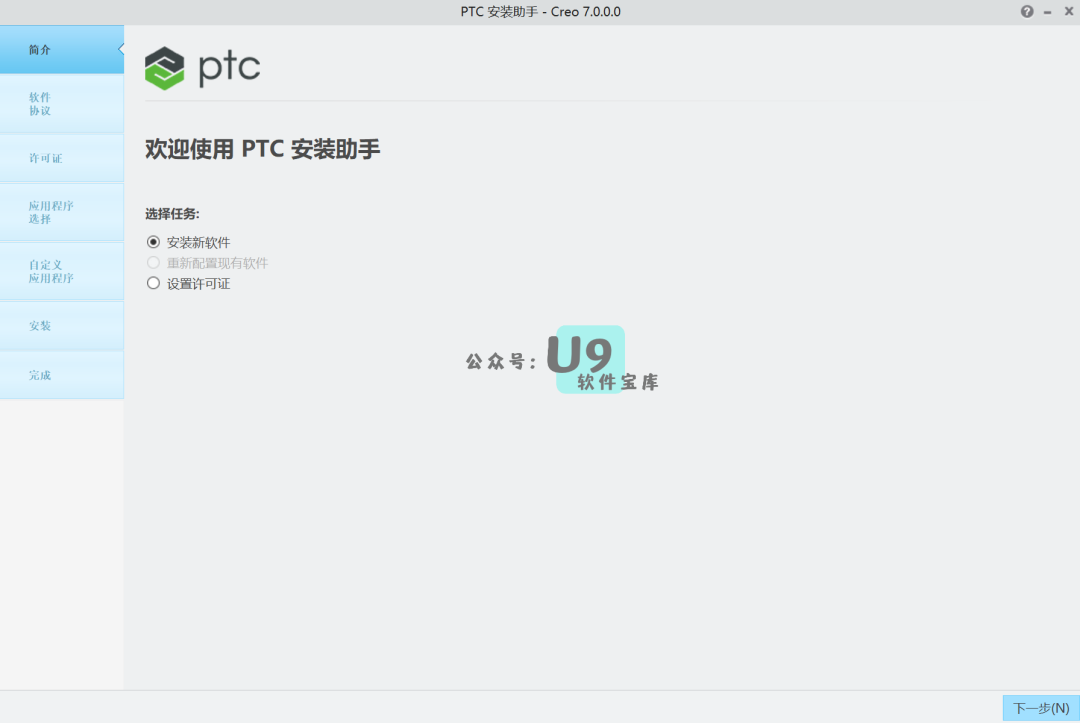 PTC 安装助手 - Creo 7.0.0.0
简介
软件
协议
许可证
应用程序
选择
自定义
应用程序
安装
完成
ptc
欢迎使用 PTC 安装助手
选择任务:
安装新软件
重新配置现有软件
设置许可证
公众号:
U9
软件宝库
下一步(N)